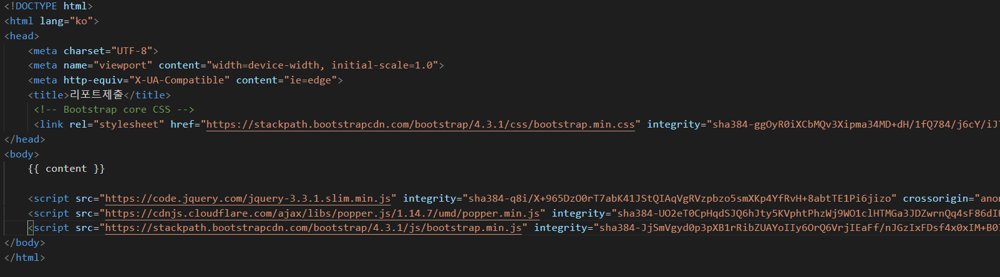 <!DOCTYPE html>
<html lang="ko">
<head>
<meta charset="UTF-8">
<meta name="viewport" content="width=device-width, initial-scale=1.0">
<meta http-equiv="X-UA-Compatible" content="ie=edge">
<title>리포트제출</title>
<!-- Bootstrap core CSS -->
<link rel="stylesheet" href="https://stackpath.bootstrapcdn.com/bootstrap/4.3.1/css/bootstrap.min.css" integrity="sha384-ggOyR0iXCbMQv3Xipma34MD+dH/1fQ784/j6cY/iJT
</head>
<body>
{{ content }}
<script src="https://code.jquery.com/jquery-3.3.1.slim.min.js" integrity="sha384-q8i/X+965DzO0rT7abK41JStQIAqVgRVzpbzo5smXKp4YfRvH+8abtTE1Pi6jizo" crossorigin="anon
<script src="https://cdnjs.cloudflare.com/ajax/libs/popper.js/1.14.7/umd/popper.min.js" integrity="sha384-UO2eT0CpHqdSJQ6hJty5KVphtPhzWj9WO1clHTMGa3JDZwrnQq4sF86dIH
<script src="https://stackpath.bootstrapcdn.com/bootstrap/4.3.1/js/bootstrap.min.js" integrity="sha384-JjSmVgyd0p3pXB1rRibZUAYoIIy6OrQ6VrjIEaFf/nJGzIxFDsf4x0xIM+B07
</body>
</html>